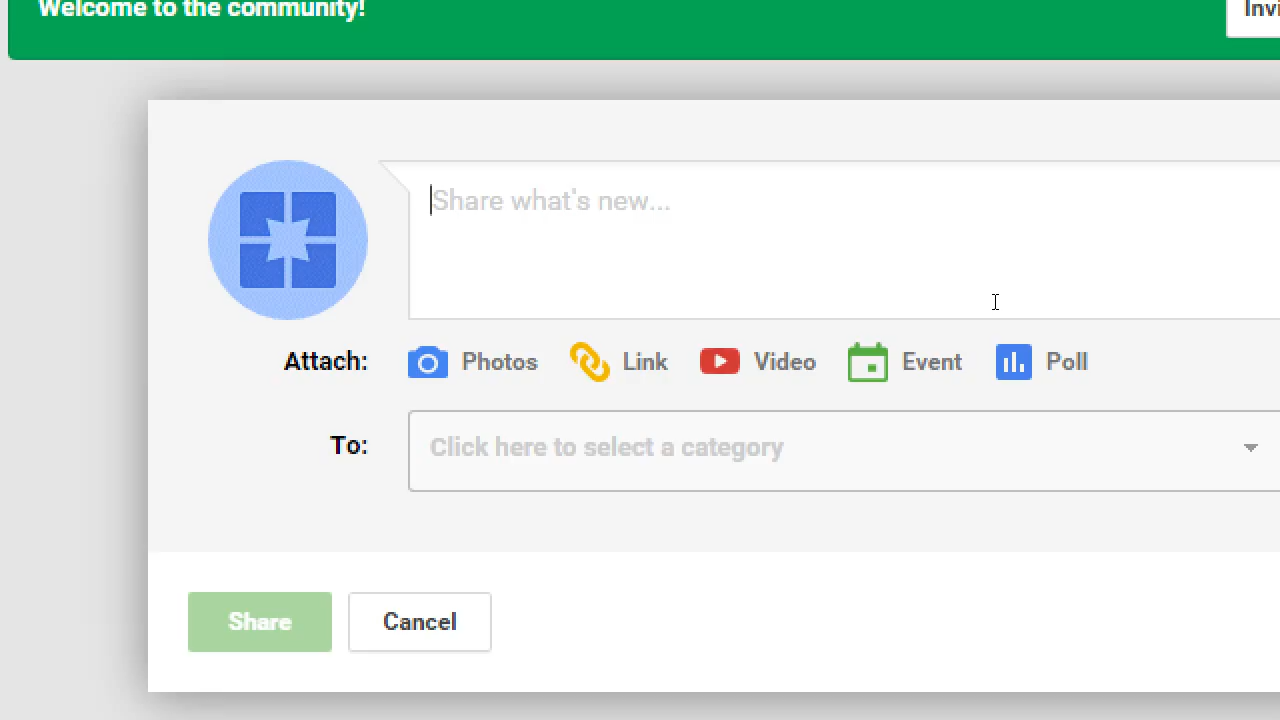 Welcome to the community!
Share what's new...
Attach: Photos Link Video Event Poll
To: Click here to select a category
Share Cancel